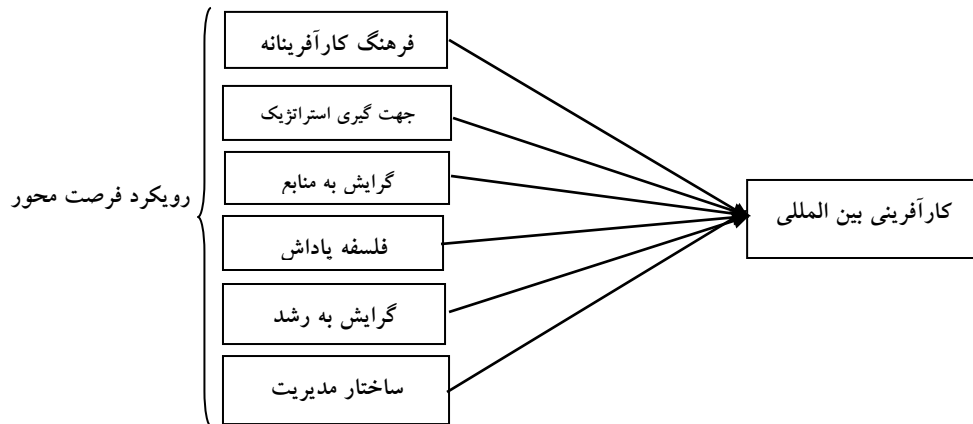 فرهنگ کارآفرینانه
جهت گیری استراتژیک
گرایش به منابع
فلسفه پاداش
گرایش به رشد
ساختار مدیریت
رویکرد فرصت محور
کارآفرینی بین المللی